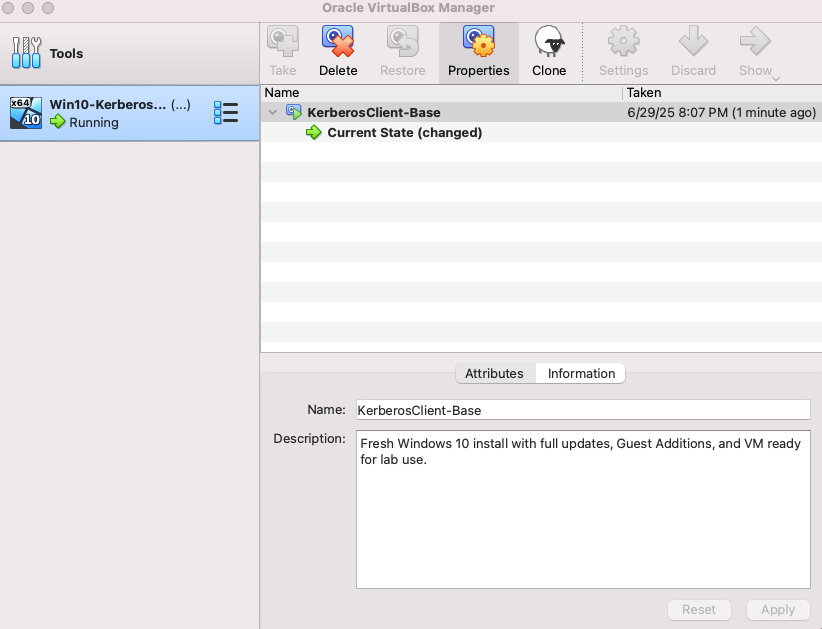 Oracle VirtualBox Manager
Tools
Take
Delete
Restore
Properties
Clone
Settings
Discard
Show
x64
10
Win10-Kerberos... (...)
Running
Name
Taken
KerberosClient-Base
6/29/25 8:07 PM (1 minute ago)
Current State (changed)
Attributes
Information
Name:
KerberosClient-Base
Description:
Fresh Windows 10 install with full updates, Guest Additions, and VM ready
for lab use.
Reset
Apply